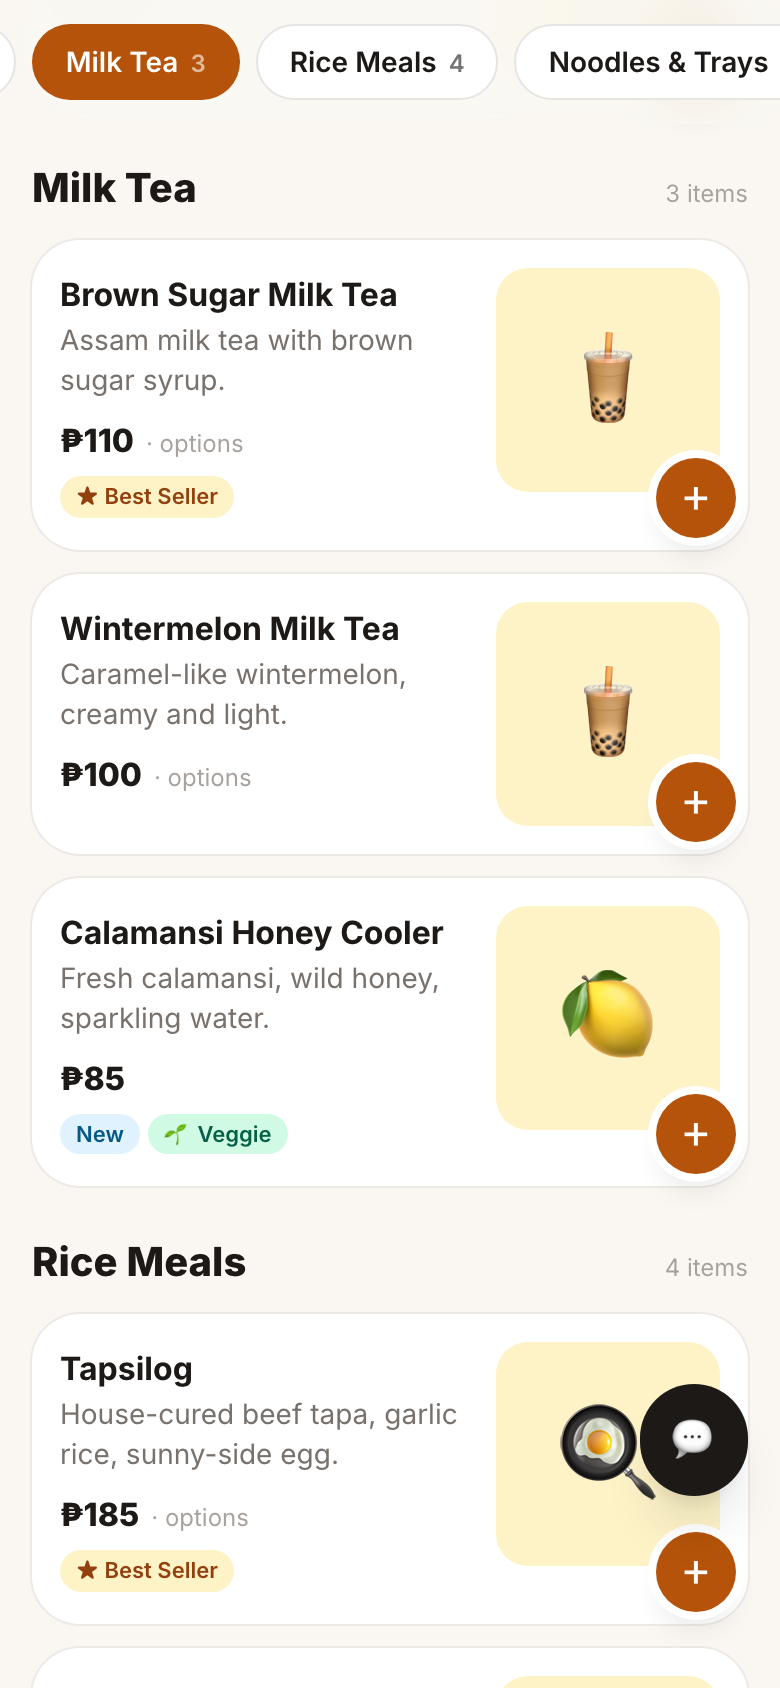 Milk Tea 3
Rice Meals 4
Noodles & Trays
Milk Tea
3 items
Brown Sugar Milk Tea
Assam milk tea with brown
sugar syrup.
₱110 · options
★ Best Seller
+
Wintermelon Milk Tea
Caramel-like wintermelon,
creamy and light.
₱100 · options
+
Calamansi Honey Cooler
Fresh calamansi, wild honey,
sparkling water.
₱85
New
🌱 Veggie
+
Rice Meals
4 items
Tapsilog
House-cured beef tapa, garlic
rice, sunny-side egg.
₱185 · options
★ Best Seller
+